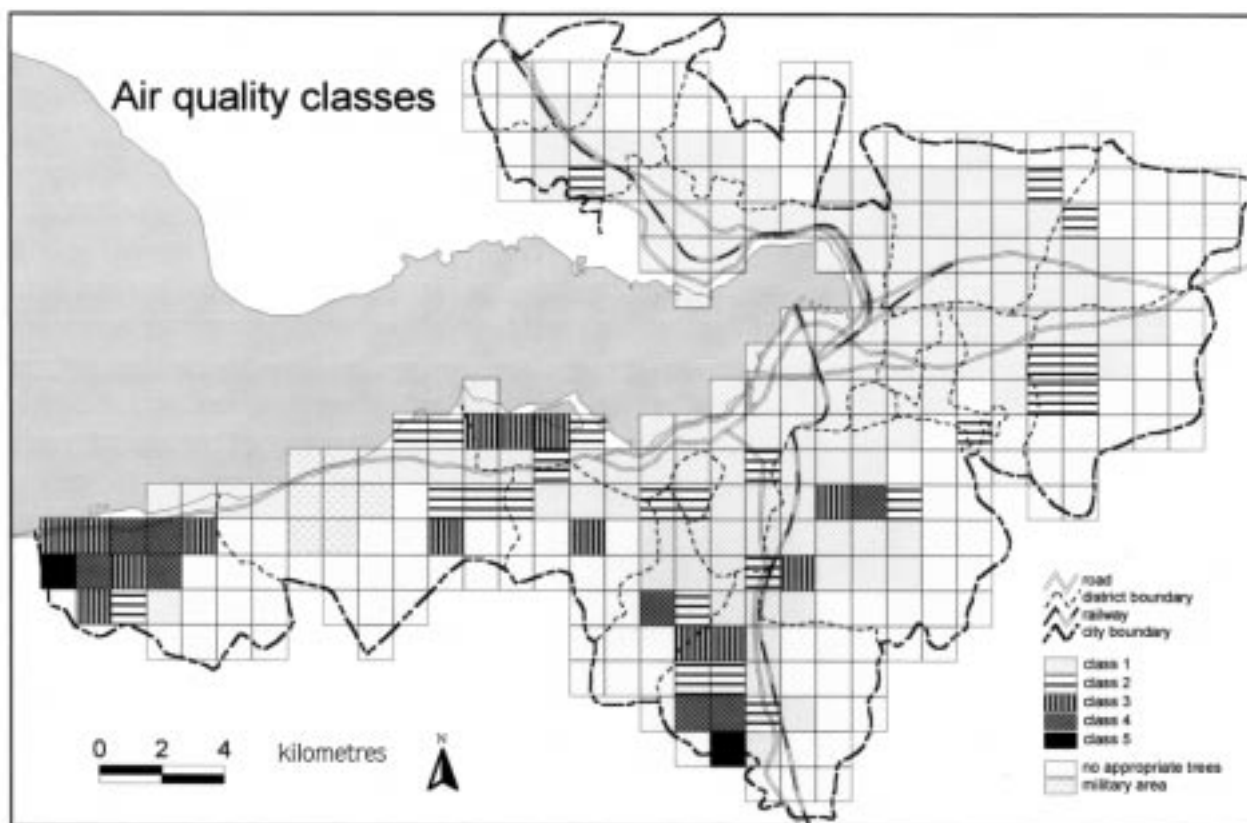 Air quality classes
road
district boundary
railway
city boundary
class 1
class 2
class 3
class 4
class 5
no appropriate trees
military area
0 2 4 kilometres
N